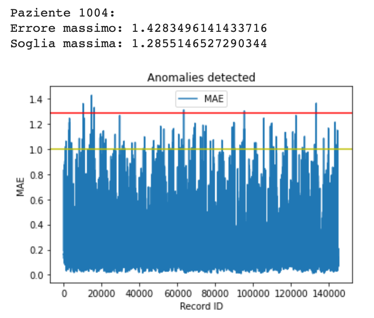 Paziente 1004:
Errore massimo: 1.4283496141433716
Soglia massima: 1.2855146527290344
Anomalies detected
MAE
1.4
1.2
1.0
0.8
0.6
0.4
0.2
0.0
MAE
0 20000 40000 60000 80000 100000 120000 140000
Record ID